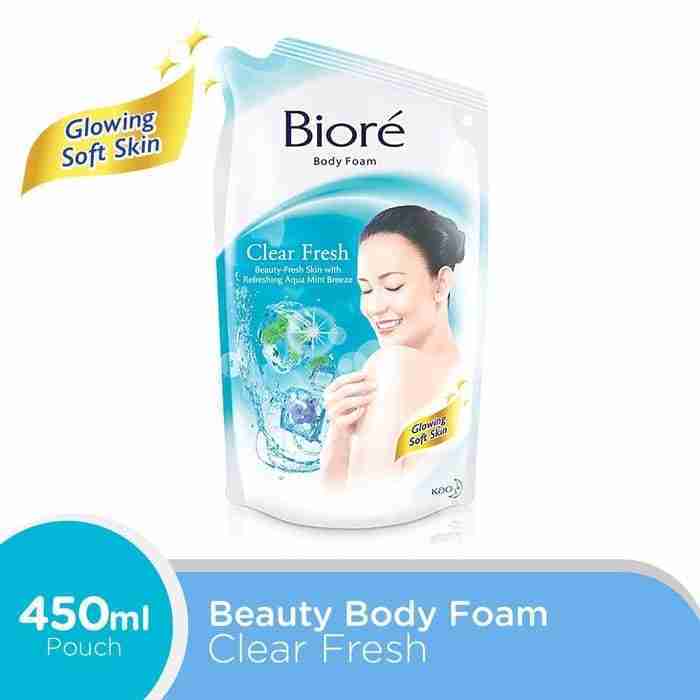 Glowing
Soft Skin
Bioré
Body Foam
Clear Fresh
Beauty-Fresh Skin with
Refreshing Aqua Mint Breeze
Glowing
Soft Skin
Kao
450ml
Pouch
Beauty Body Foam
Clear Fresh